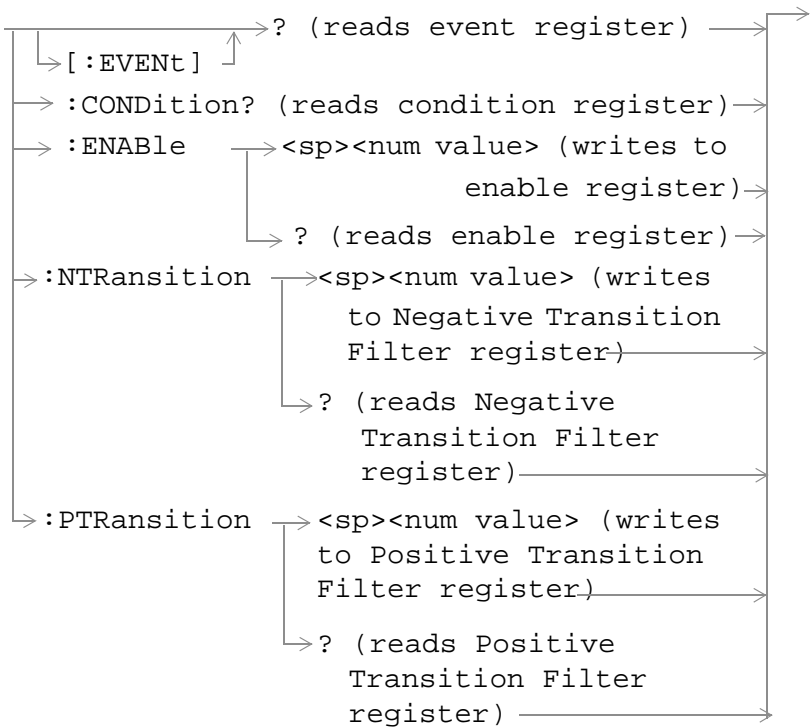 ? (reads event register)
[:EVENt]
:CONDition? (reads condition register)
:ENABle <sp><num value> (writes to
enable register)
? (reads enable register)
:NTRansition <sp><num value> (writes
to Negative Transition
Filter register)
? (reads Negative
Transition Filter
register)
:PTRansition <sp><num value> (writes
to Positive Transition
Filter register)
? (reads Positive
Transition Filter
register)